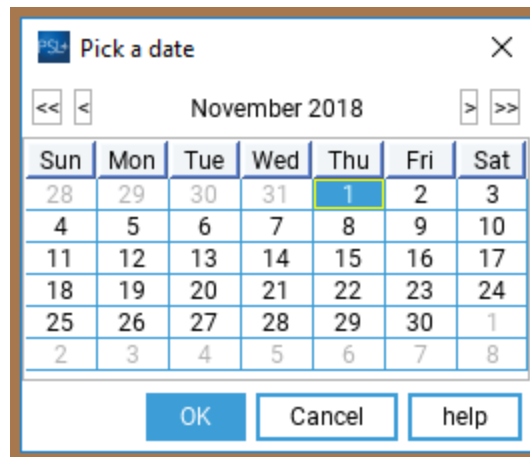 PSL+ Pick a date
<< < November 2018 > >>
Sun Mon Tue Wed Thu Fri Sat
28 29 30 31 1 2 3
4 5 6 7 8 9 10
11 12 13 14 15 16 17
18 19 20 21 22 23 24
25 26 27 28 29 30 1
2 3 4 5 6 7 8
OK Cancel help